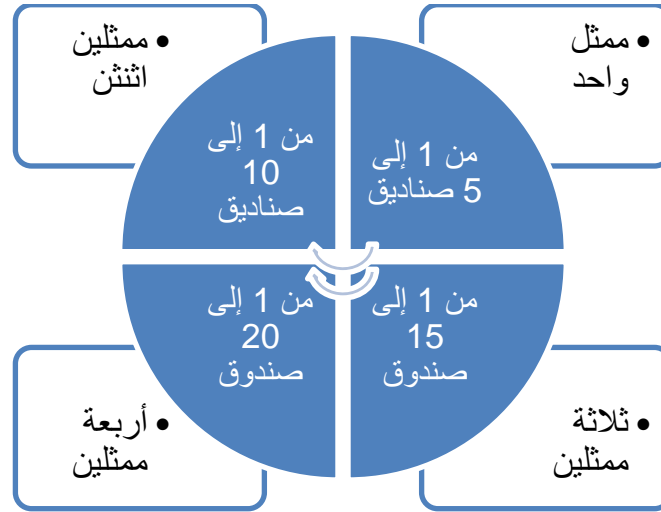 • ممثل
واحد
من 1 إلى
5 صناديق
• ممثلين
اثنثن
من 1 إلى
10
صناديق
• ثلاثة
ممثلين
من 1 إلى
15
صندوق
• أربعة
ممثلين
من 1 إلى
20
صندوق